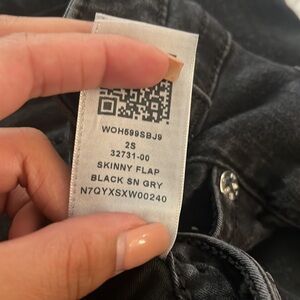 WOH599SBJ9
2S
32731-00
SKINNY FLAP
BLACK SN GRY
N7QYXSXW00240